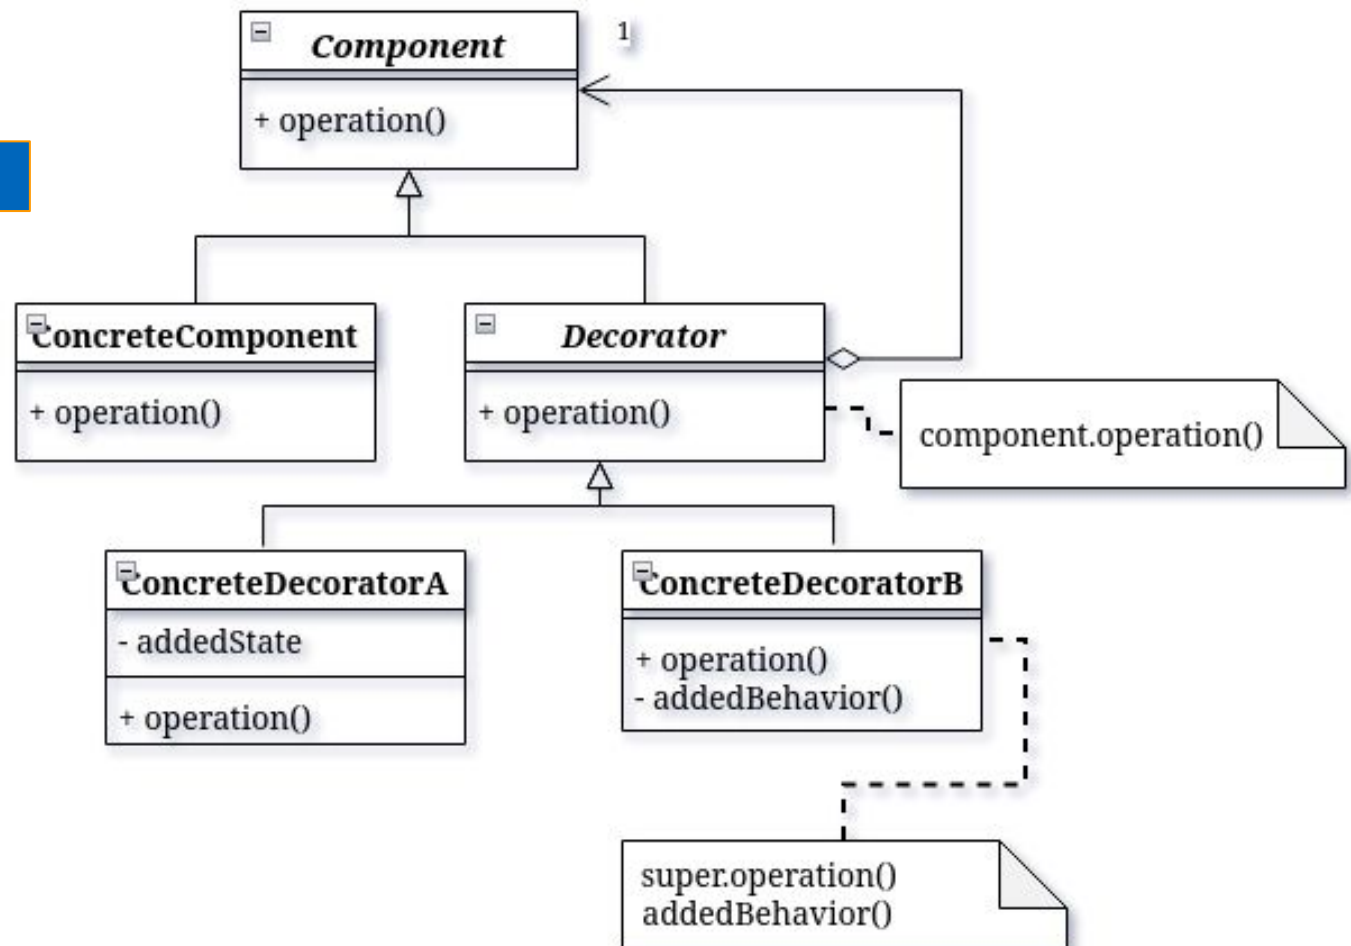 Component
1
+ operation()
ConcreteComponent
+ operation()
Decorator
+ operation()
component.operation()
ConcreteDecoratorA
- addedState
+ operation()
ConcreteDecoratorB
+ operation()
- addedBehavior()
super.operation()
addedBehavior()